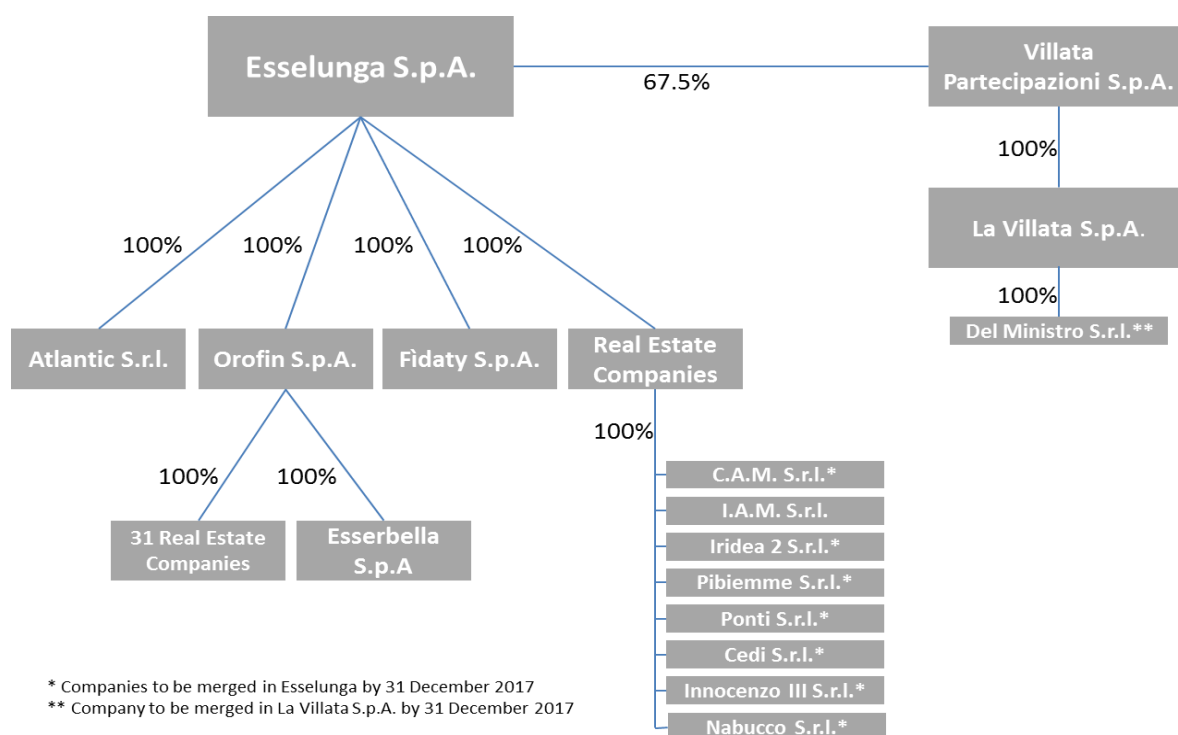 Esselunga S.p.A.
Villata
Partecipazioni S.p.A.
67.5%
100%
La Villata S.p.A.
100%
Del Ministro S.r.l.**
100%
100%
100%
100%
Atlantic S.r.l.
Orofin S.p.A.
Fìdaty S.p.A.
Real Estate
Companies
100%
100%
100%
31 Real Estate
Companies
Esserbella
S.p.A
C.A.M. S.r.l.*
I.A.M. S.r.l.
Iridea 2 S.r.l.*
Pibiemme S.r.l.*
Ponti S.r.l.*
Cedi S.r.l.*
Innocenzo III S.r.l.*
Nabucco S.r.l.*
* Companies to be merged in Esselunga by 31 December 2017
** Company to be merged in La Villata S.p.A. by 31 December 2017